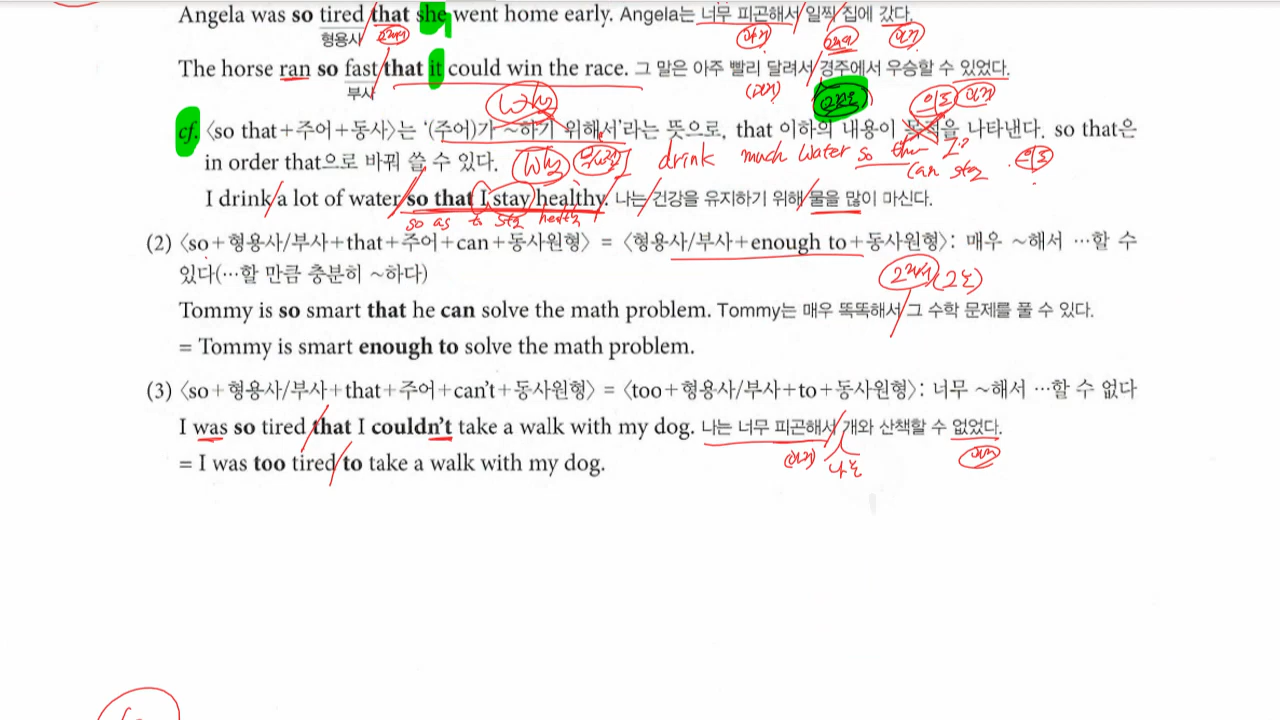 Angela was so tired that she went home early. Angela는 너무 피곤해서 일찍 집에 갔다.
형용사
The horse ran so fast that it could win the race. 그 말은 아주 빨리 달려서 경주에서 우승할 수 있었다.
부사
Why
cf. 〈so that+주어+동사〉는 '(주어)가 ~하기 위해서'라는 뜻으로, that 이하의 내용이 목적을 나타낸다. so that은
in order that으로 바꿔 쓸 수 있다. Why drink much water so
can stay
I drink a lot of water so that I stay healthy. 나는 건강을 유지하기 위해 물을 많이 마신다.
so as to stay
(2) 〈so+형용사/부사+that+주어+can+동사원형〉 = 〈형용사/부사+enough to+동사원형〉: 매우 ~해서 …할 수
있다(…할 만큼 충분히 ~하다)
Tommy is so smart that he can solve the math problem. Tommy는 매우 똑똑해서 그 수학 문제를 풀 수 있다.
= Tommy is smart enough to solve the math problem.
(3) 〈so+형용사/부사+that+주어+can't+동사원형〉 = 〈too+형용사/부사+to+동사원형〉: 너무 ~해서 …할 수 없다
I was so tired that I couldn't take a walk with my dog. 나는 너무 피곤해서 개와 산책할 수 없었다.
= I was too tired to take a walk with my dog.
나는